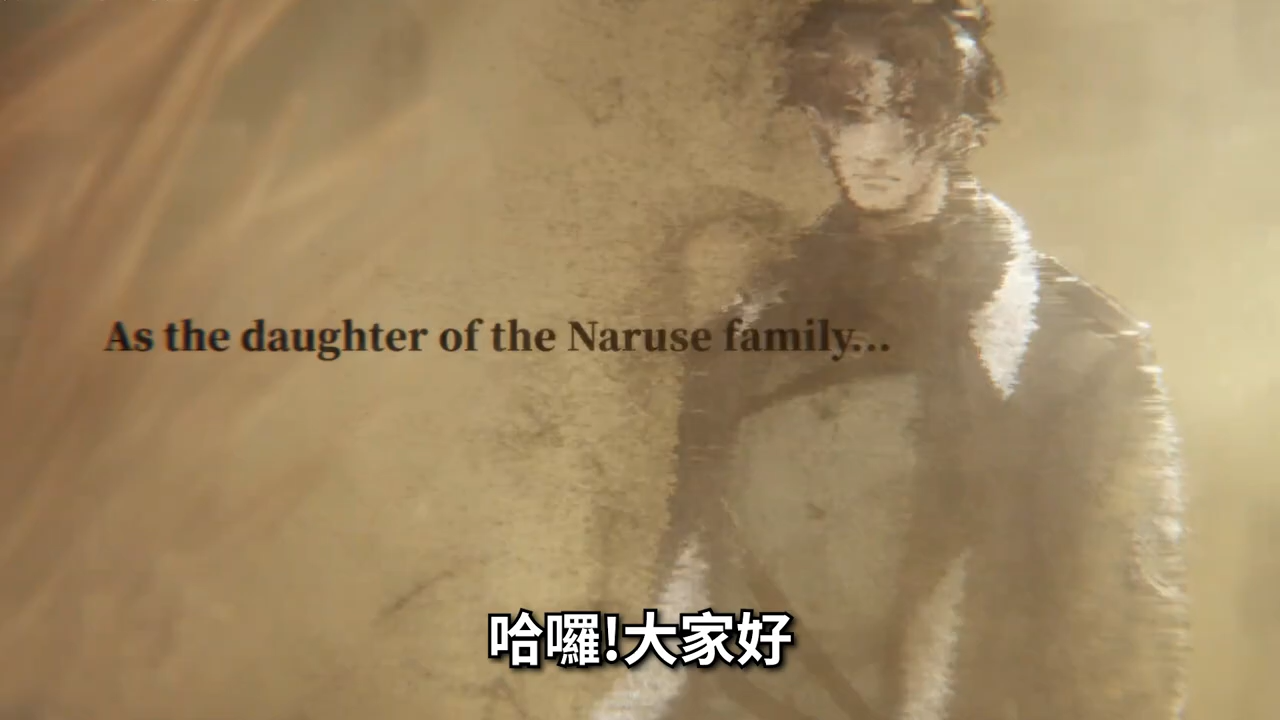 As the daughter of the Naruse family...
哈囉!大家好